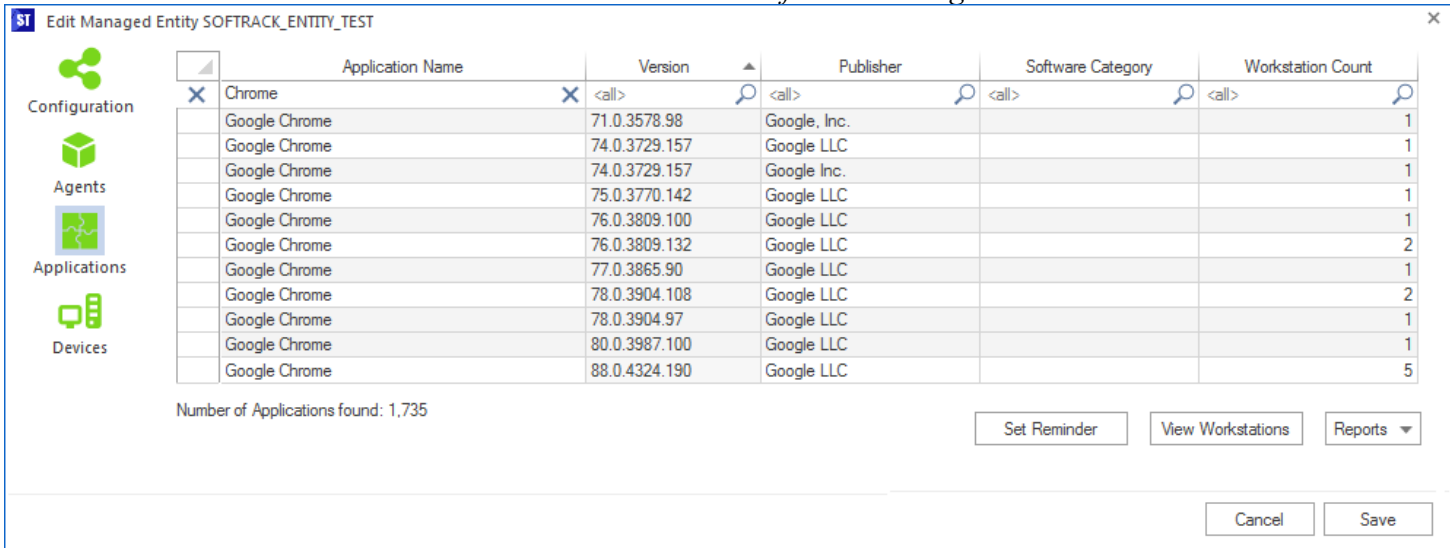 ST Edit Managed Entity SOFTRACK_ENTITY_TEST
Configuration
Agents
Applications
Devices
Application Name Version Publisher Software Category Workstation Count
Chrome <all> <all> <all> <all>
Google Chrome 71.0.3578.98 Google, Inc. 1
Google Chrome 74.0.3729.157 Google LLC 1
Google Chrome 74.0.3729.157 Google Inc. 1
Google Chrome 75.0.3770.142 Google LLC 1
Google Chrome 76.0.3809.100 Google LLC 1
Google Chrome 76.0.3809.132 Google LLC 2
Google Chrome 77.0.3865.90 Google LLC 1
Google Chrome 78.0.3904.108 Google LLC 2
Google Chrome 78.0.3904.97 Google LLC 1
Google Chrome 80.0.3987.100 Google LLC 1
Google Chrome 88.0.4324.190 Google LLC 5
Number of Applications found: 1,735
Set Reminder View Workstations Reports
Cancel Save